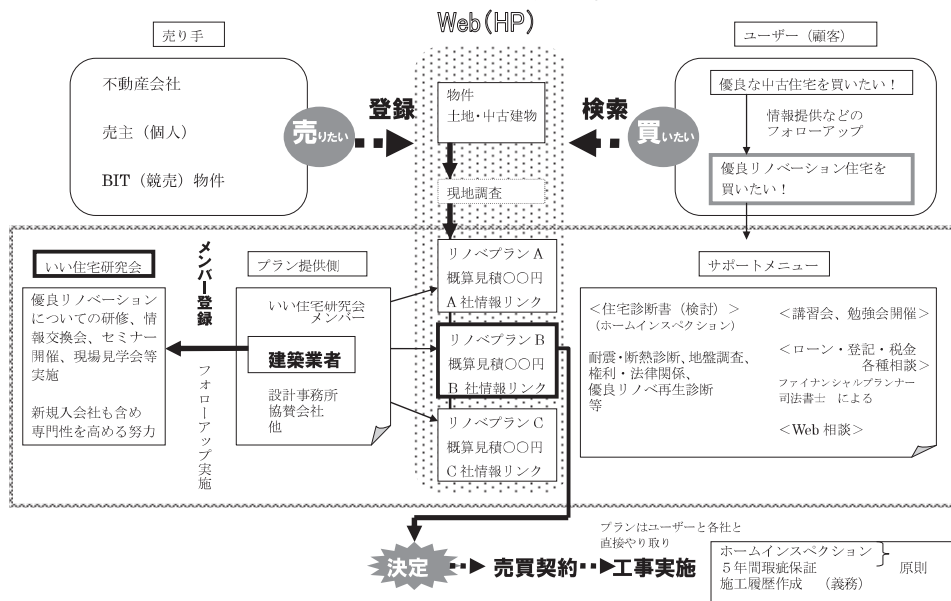 Web(HP)
売り手
不動産会社
売主（個人）
BIT（競売）物件
売りたい
登録
物件
土地・中古建物
現地調査
検索
買いたい
ユーザー（顧客）
優良な中古住宅を買いたい！
情報提供などの
フォローアップ
優良リノベーション住宅を
買いたい！
いい住宅研究会
優良リノベーション
についての研修、情
報交換会、セミナー
開催、現場見学会等
実施
新規入会社も含め
専門性を高める努力
メンバー登録
フォローアップ実施
プラン提供側
いい住宅研究会
メンバー
建築業者
設計事務所
協賛会社
他
リノベプランA
概算見積〇〇円
A 社情報リンク
リノベプランB
概算見積〇〇円
B 社情報リンク
リノベプランC
概算見積〇〇円
C 社情報リンク
サポートメニュー
＜住宅診断書（検討）＞
（ホームインスペクション）
耐震・断熱診断、地盤調査、
権利・法律関係、
優良リノベ再生診断
等
＜講習会、勉強会開催＞
＜ローン・登記・税金
各種相談＞
ファイナンシャルプランナー
司法書士　による
＜Web 相談＞
決定
売買契約
工事実施
プランはユーザーと各社と
直接やり取り
ホームインスペクション
５年間瑕疵保証
施工履歴作成　（義務）
原則